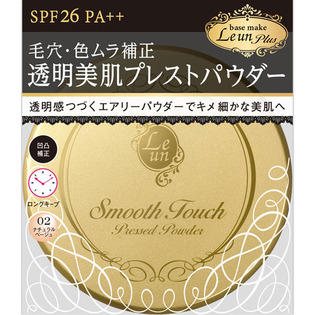 SPF26 PA++
base make
Leun Plus
毛穴・色ムラ補正
透明美肌プレストパウダー
透明感つづくエアリーパウダーでキメ細かな美肌へ
Le
un
凹凸
補正
ロングキープ
02
ナチュラル
ベージュ
Smooth Touch
Pressed Powder